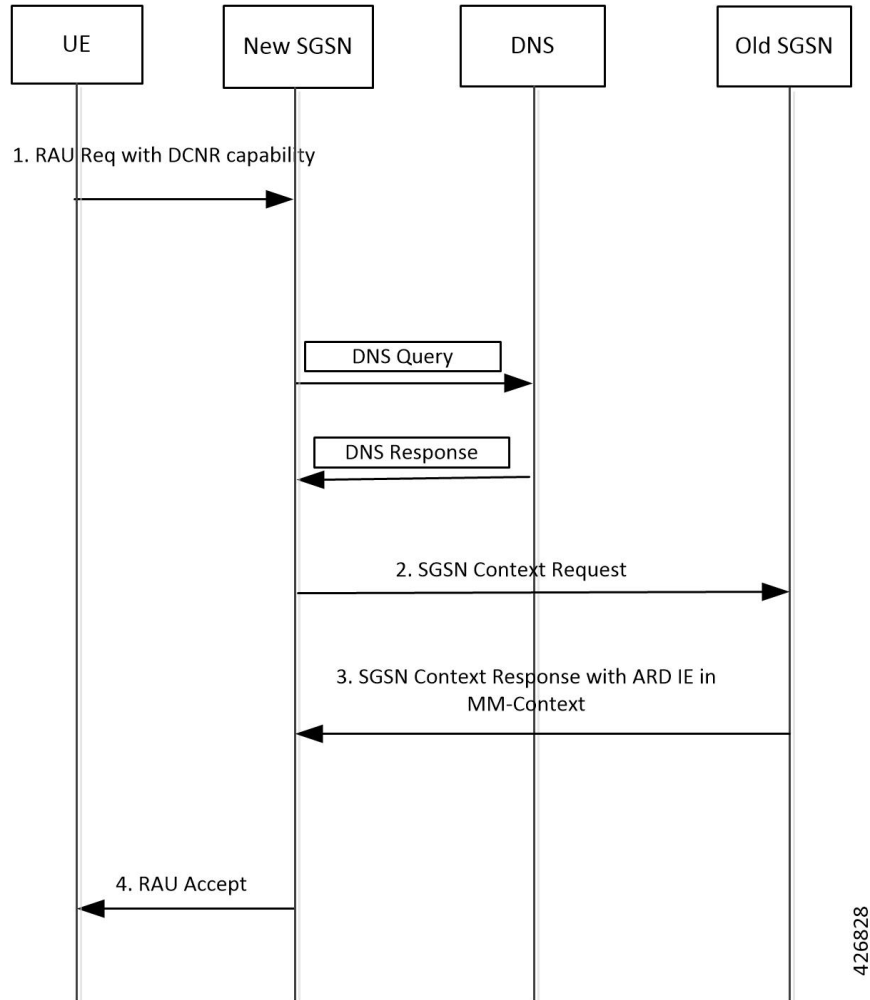 UE
New SGSN
DNS
Old SGSN
1. RAU Req with DCNR capability
DNS Query
DNS Response
2. SGSN Context Request
3. SGSN Context Response with ARD IE in
MM-Context
4. RAU Accept
426828